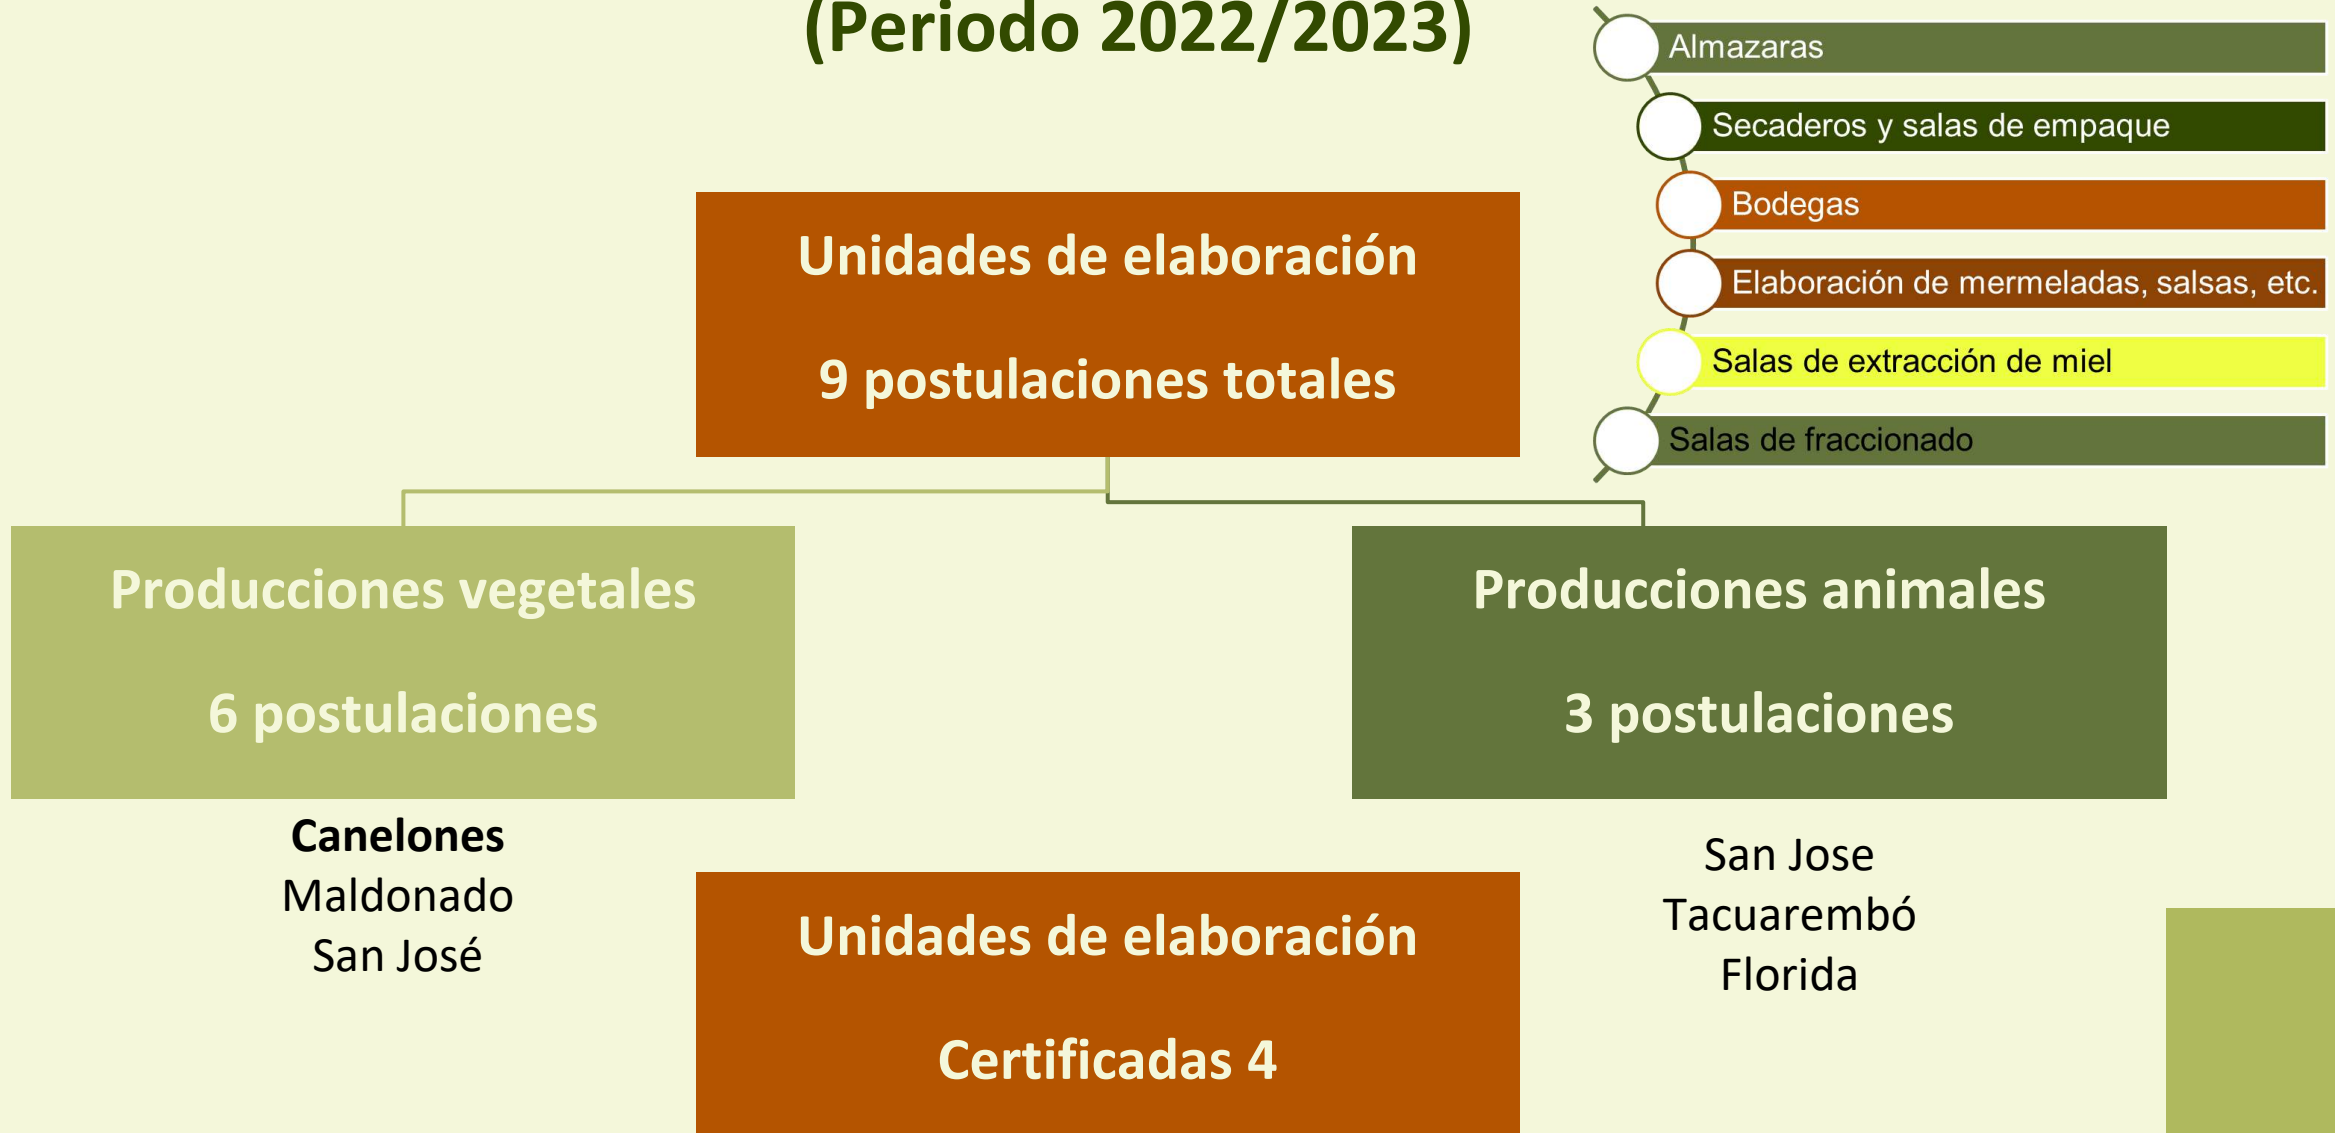 (Periodo 2022/2023)
Almazaras
Secaderos y salas de empaque
Bodegas
Elaboración de mermeladas, salsas, etc.
Salas de extracción de miel
Salas de fraccionado
Unidades de elaboración
9 postulaciones totales
Producciones vegetales
6 postulaciones
Producciones animales
3 postulaciones
Canelones
Maldonado
San José
San Jose
Tacuarembó
Florida
Unidades de elaboración
Certificadas 4